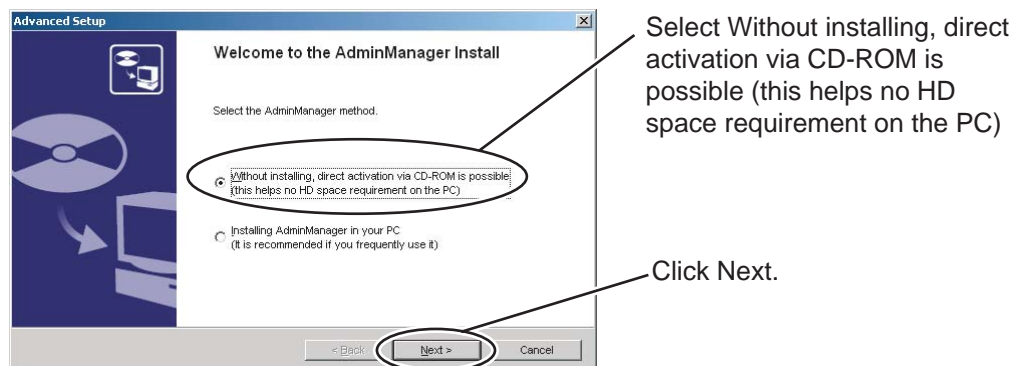 Advanced Setup
Welcome to the AdminManager Install
Select the AdminManager method.
Without installing, direct activation via CD-ROM is possible
(this helps no HD space requirement on the PC)
Installing AdminManager in your PC
(It is recommended if you frequently use it)
< Back
Next >
Cancel
Select Without installing, direct
activation via CD-ROM is
possible (this helps no HD
space requirement on the PC)
Click Next.